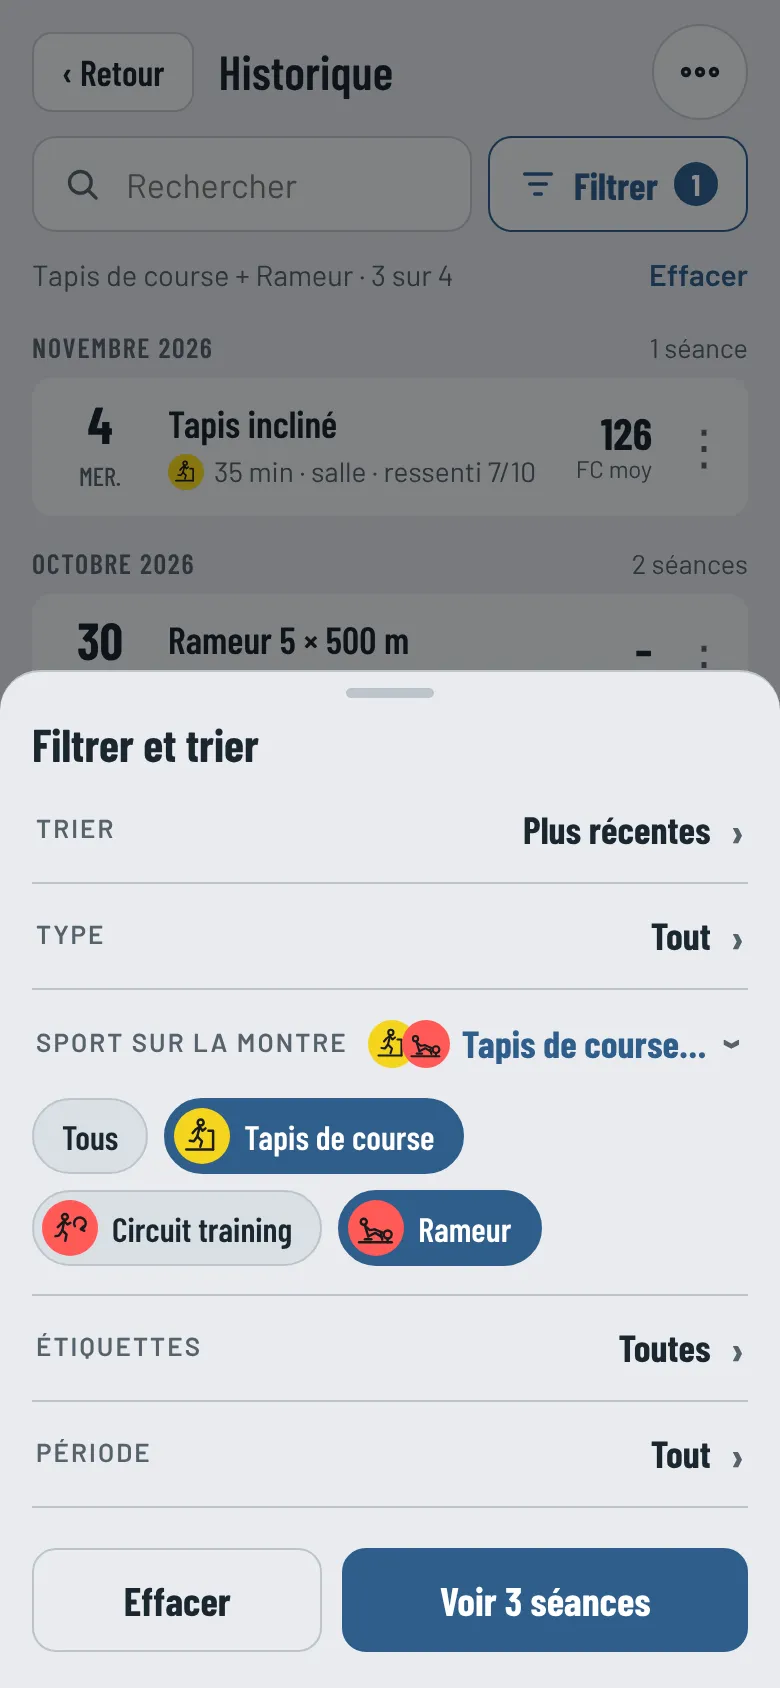 ‹ Retour
Historique
Rechercher
Filtrer 1
Tapis de course + Rameur · 3 sur 4
Effacer
NOVEMBRE 2026
1 séance
4
MER.
Tapis incliné
35 min · salle · ressenti 7/10
126
FC moy
OCTOBRE 2026
2 séances
30
Rameur 5 × 500 m
–
Filtrer et trier
TRIER
Plus récentes ›
TYPE
Tout ›
SPORT SUR LA MONTRE
Tapis de course...
Tous
Tapis de course
Circuit training
Rameur
ÉTIQUETTES
Toutes ›
PÉRIODE
Tout ›
Effacer
Voir 3 séances